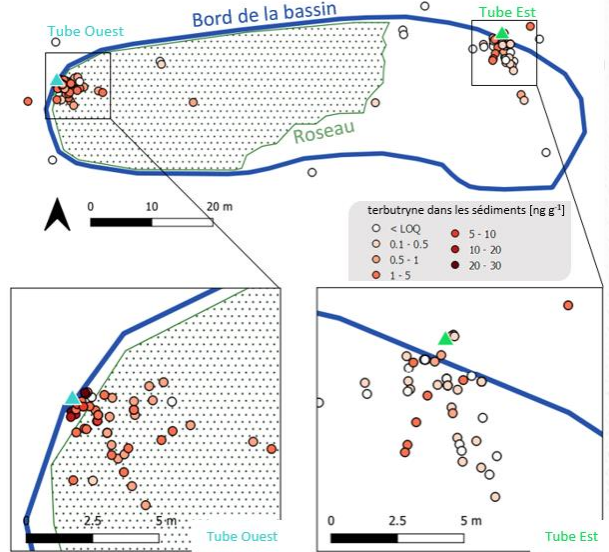 Bord de la bassin
Tube Est
Tube Ouest
Roseau
0 10 20 m
terbutryne dans les sédiments [ng g⁻¹]
< LOQ
0.1 - 0.5
0.5 - 1
1 - 5
5 - 10
10 - 20
20 - 30
0 2.5 5 m
Tube Ouest
0 2.5 5 m
Tube Est